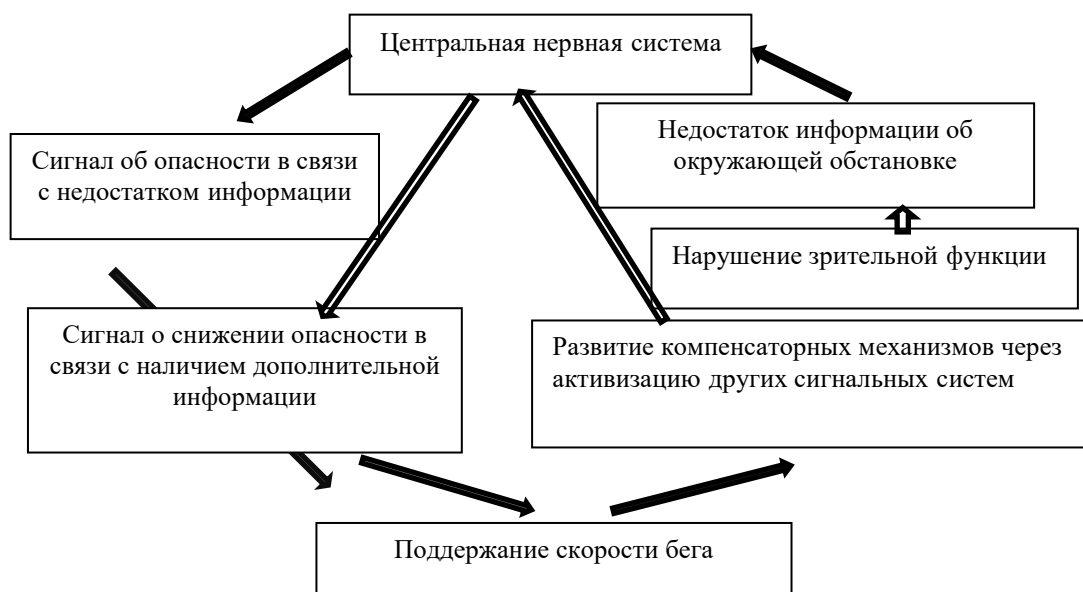 Центральная нервная система
Недостаток информации об
окружающей обстановке
Сигнал об опасности в связи
с недостатком информации
Нарушение зрительной функции
Сигнал о снижении опасности в
связи с наличием дополнительной
информации
Развитие компенсаторных механизмов через
активизацию других сигнальных систем
Поддержание скорости бега